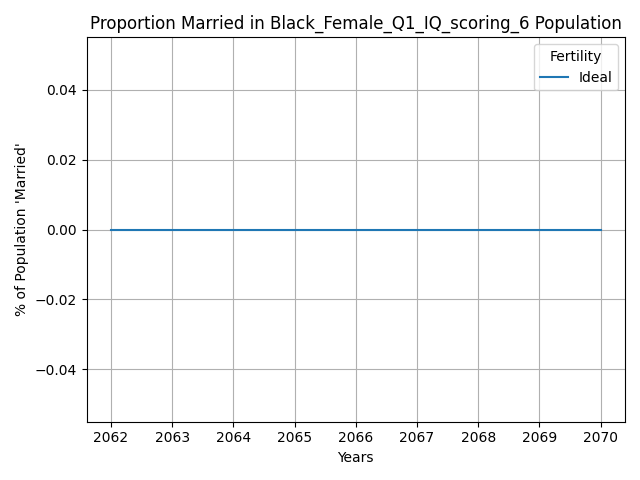 Proportion Married in Black_Female_Q1_IQ_scoring_6 Population
Fertility
Ideal
% of Population 'Married'
0.04
0.02
0.00
−0.02
−0.04
2062 2063 2064 2065 2066 2067 2068 2069 2070
Years